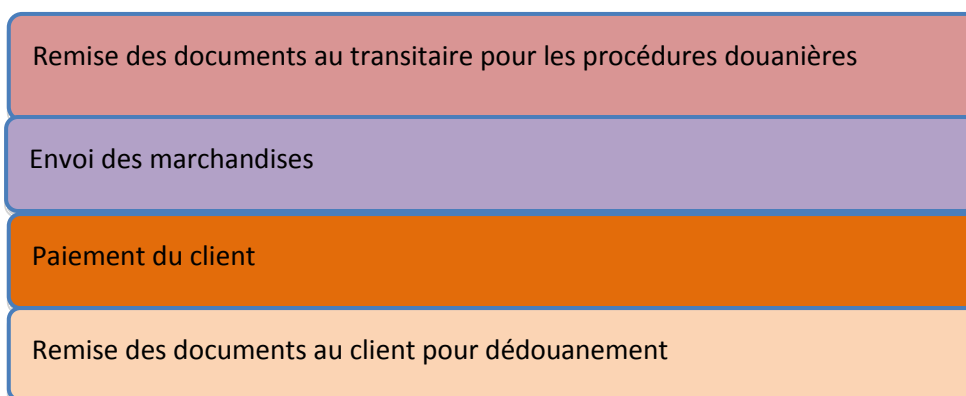 Remise des documents au transitaire pour les procédures douanières
Envoi des marchandises
Paiement du client
Remise des documents au client pour dédouanement